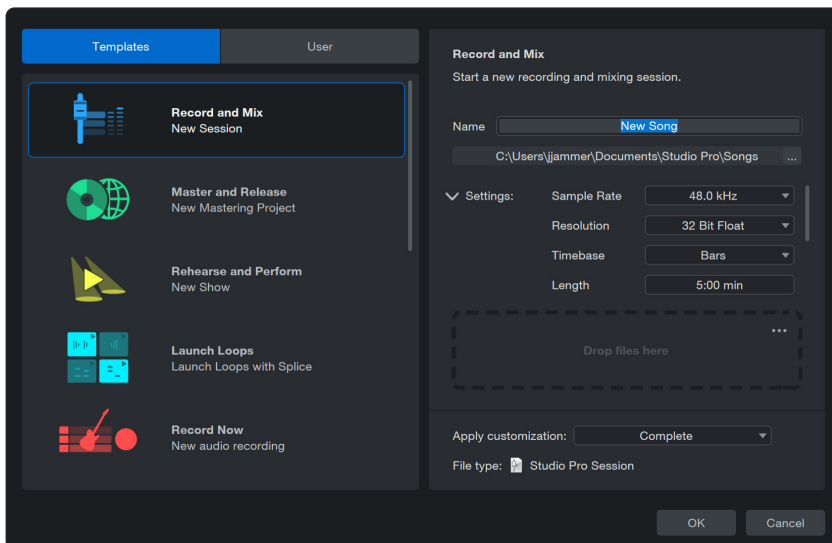 Templates
User
Record and Mix
New Session
Master and Release
New Mastering Project
Rehearse and Perform
New Show
Launch Loops
Launch Loops with Splice
Record Now
New audio recording
Record and Mix
Start a new recording and mixing session.
Name New Song
C:\Users\jjammer\Documents\Studio Pro\Songs ...
Settings: Sample Rate 48.0 kHz
Resolution 32 Bit Float
Timebase Bars
Length 5:00 min
Drop files here
Apply customization: Complete
File type: Studio Pro Session
OK Cancel